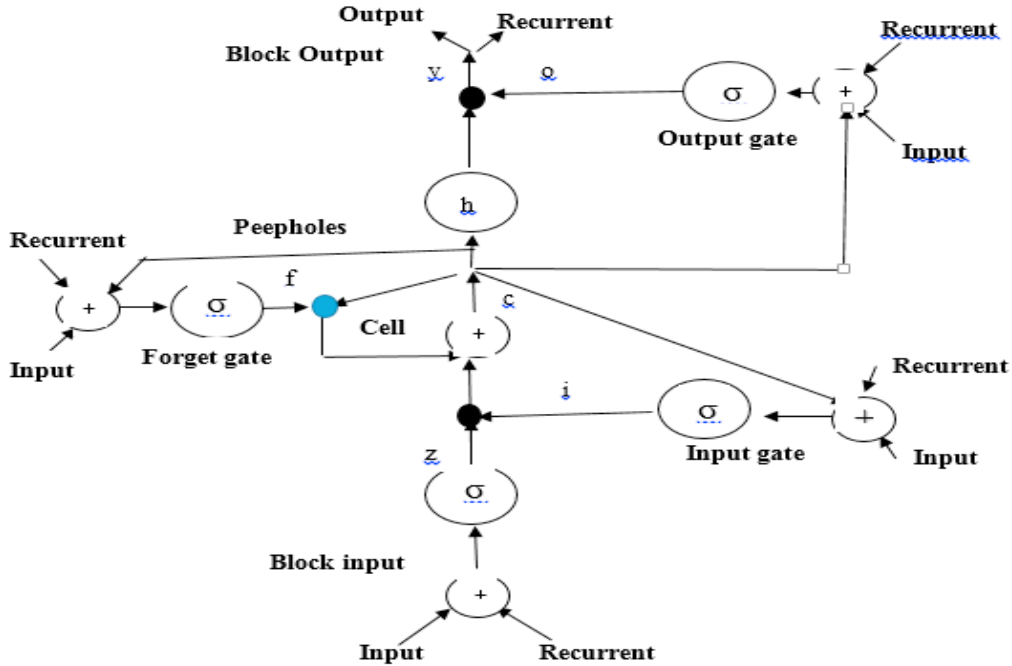 Output
Recurrent
Block Output
y
o
Recurrent
σ
+
Output gate
Input
h
Peepholes
Recurrent
f
+
σ
c
Cell
+
Forget gate
Input
i
Recurrent
σ
+
Input gate
Input
z
σ
Block input
+
Input
Recurrent